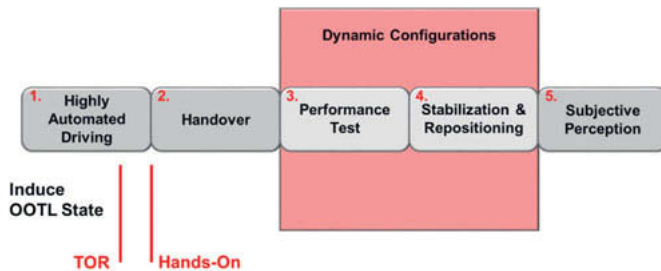 Dynamic Configurations
1.
Highly
Automated
Driving
2.
Handover
3.
Performance
Test
4.
Stabilization &
Repositioning
5.
Subjective
Perception
Induce
OOTL State
TOR
Hands-On